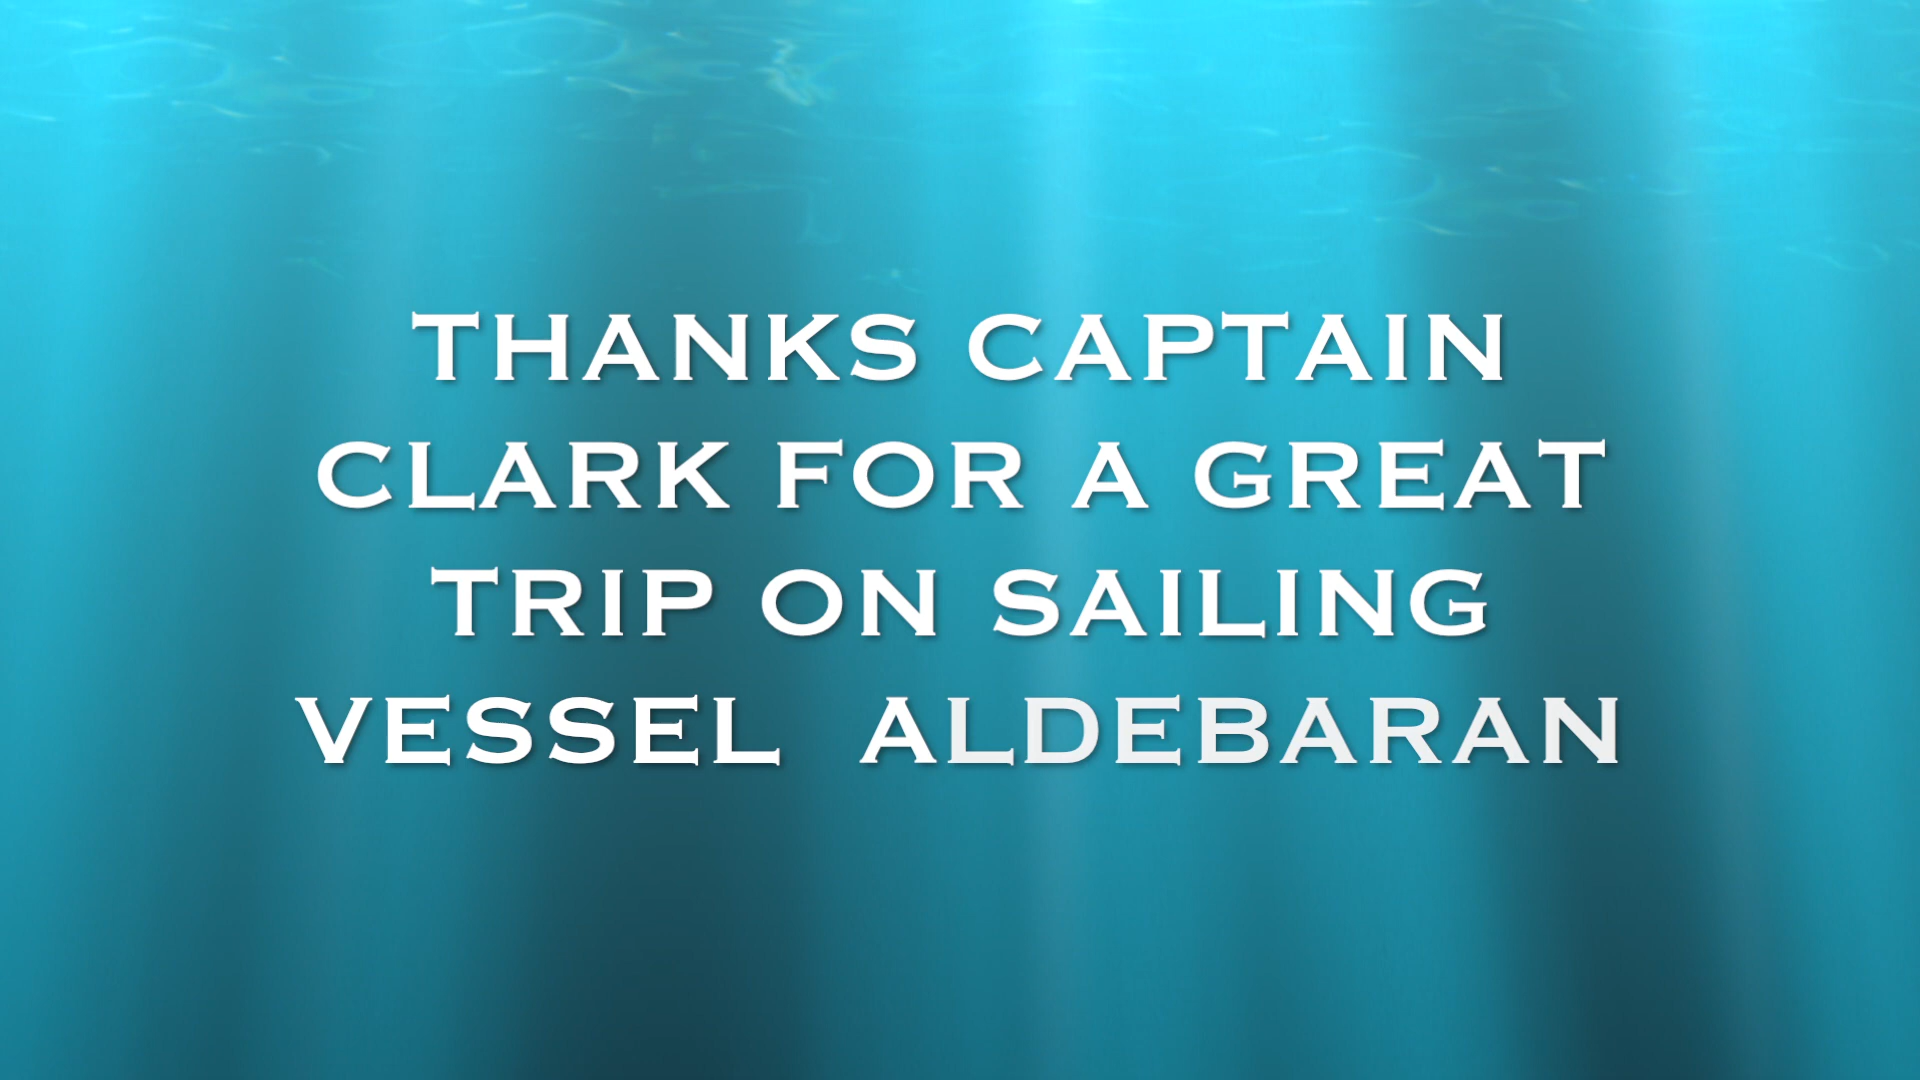 THANKS CAPTAIN
CLARK FOR A GREAT
TRIP ON SAILING
VESSEL  ALDEBARAN